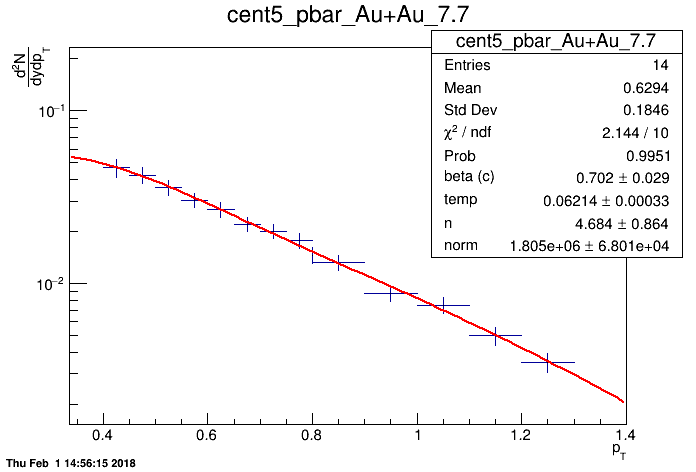 cent5_pbar_Au+Au_7.7
d²N
dydp_T
cent5_pbar_Au+Au_7.7
Entries 14
Mean 0.6294
Std Dev 0.1846
χ² / ndf 2.144 / 10
Prob 0.9951
beta (c) 0.702 ± 0.029
temp 0.06214 ± 0.00033
n 4.684 ± 0.864
norm 1.805e+06 ± 6.801e+04
10⁻¹
10⁻²
0.4 0.6 0.8 1 1.2 1.4
p_T
Thu Feb 1 14:56:15 2018